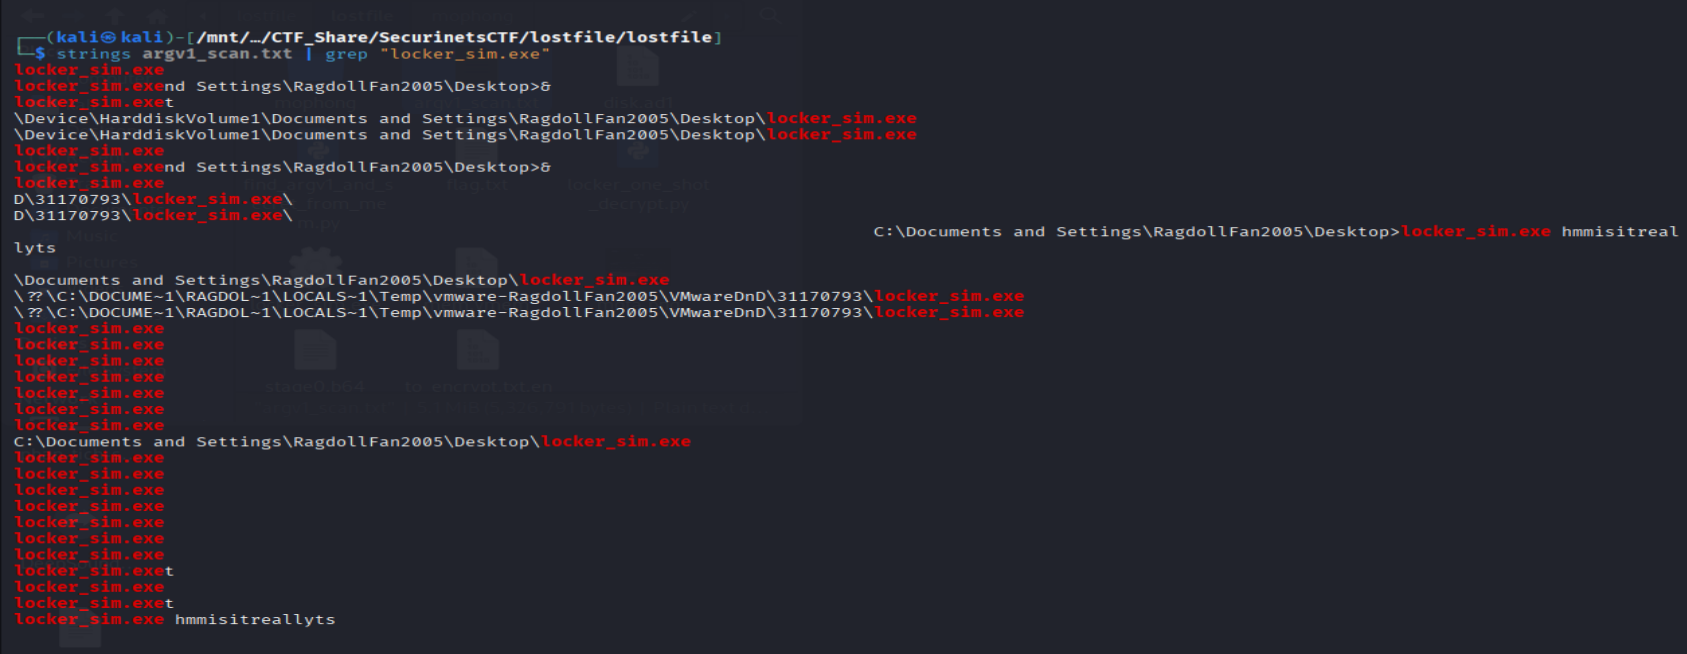 ┌──(kali㉿kali)-[/mnt/…/CTF_Share/SecurinetsCTF/lostfile/lostfile]
└─$ strings argv1_scan.txt | grep "locker_sim.exe"
locker_sim.exe
locker_sim.exend Settings\RagdollFan2005\Desktop>&
locker_sim.exet
\Device\HarddiskVolume1\Documents and Settings\RagdollFan2005\Desktop\locker_sim.exe
\Device\HarddiskVolume1\Documents and Settings\RagdollFan2005\Desktop\locker_sim.exe
locker_sim.exe
locker_sim.exend Settings\RagdollFan2005\Desktop>&
locker_sim.exe
D\31170793\locker_sim.exe\
D\31170793\locker_sim.exe\
C:\Documents and Settings\RagdollFan2005\Desktop>locker_sim.exe hmmisitreal
lyts
\Documents and Settings\RagdollFan2005\Desktop\locker_sim.exe
\??\C:\DOCUME~1\RAGDOL~1\LOCALS~1\Temp\vmware-RagdollFan2005\VMwareDnD\31170793\locker_sim.exe
\??\C:\DOCUME~1\RAGDOL~1\LOCALS~1\Temp\vmware-RagdollFan2005\VMwareDnD\31170793\locker_sim.exe
locker_sim.exe
locker_sim.exe
locker_sim.exe
locker_sim.exe
locker_sim.exe
locker_sim.exe
locker_sim.exe
C:\Documents and Settings\RagdollFan2005\Desktop\locker_sim.exe
locker_sim.exe
locker_sim.exe
locker_sim.exe
locker_sim.exe
locker_sim.exe
locker_sim.exe
locker_sim.exe
locker_sim.exet
locker_sim.exe
locker_sim.exet
locker_sim.exe hmmisitreallyts